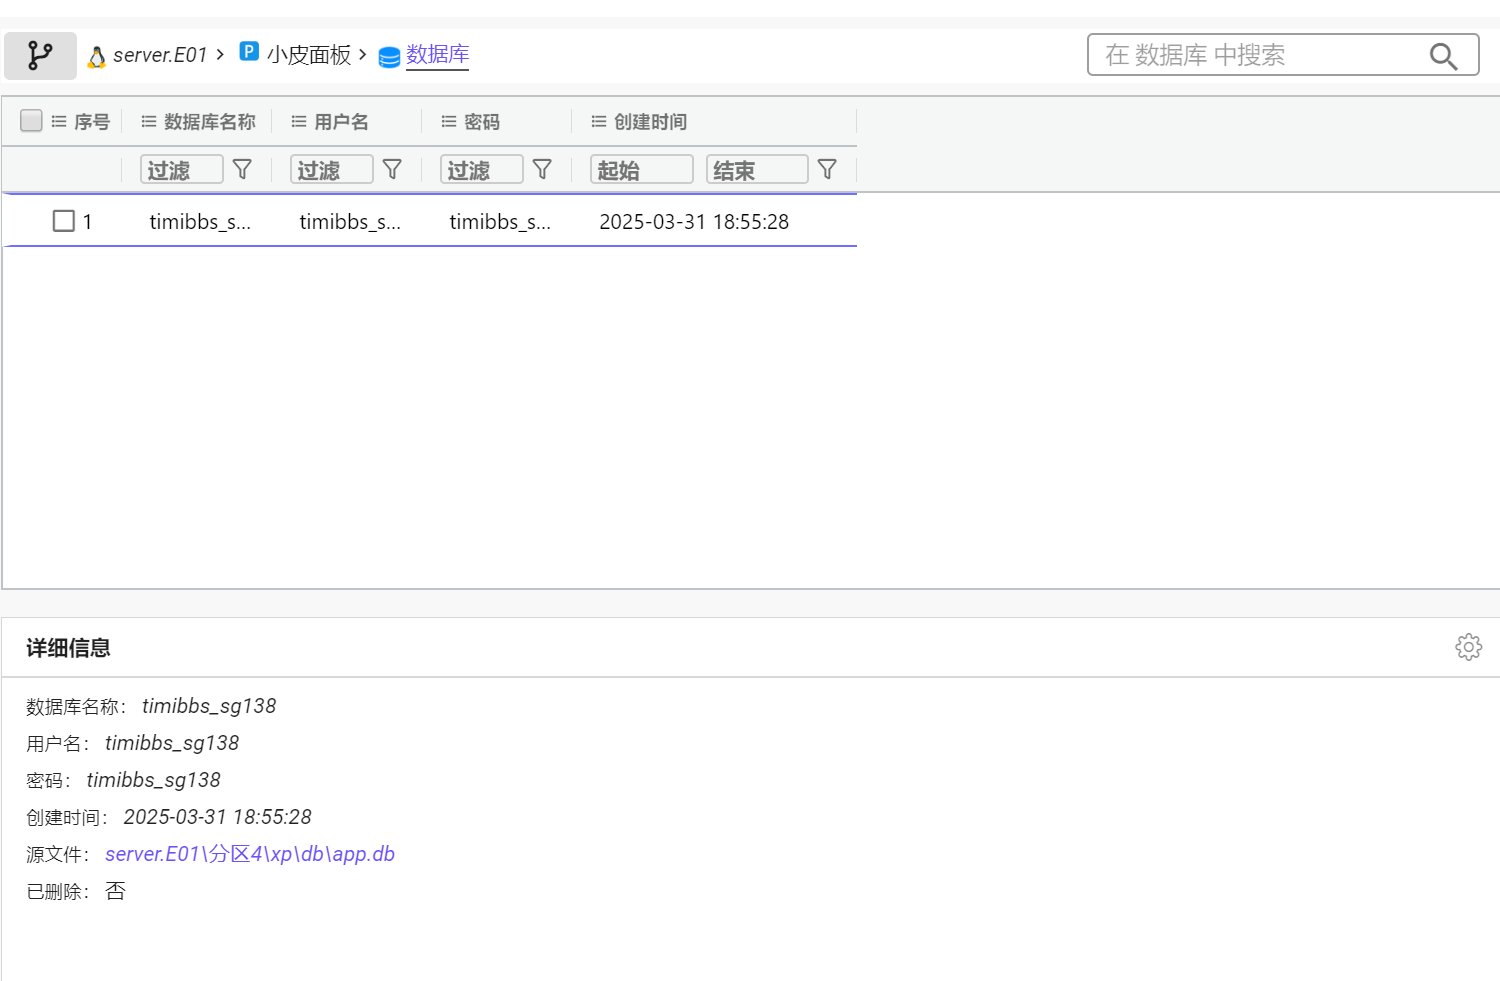 server.E01 > P 小皮面板 > 数据库
在 数据库 中搜索
序号 数据库名称 用户名 密码 创建时间
过滤 过滤 过滤 起始 结束
1 timibbs_s... timibbs_s... timibbs_s... 2025-03-31 18:55:28
详细信息
数据库名称： timibbs_sg138
用户名： timibbs_sg138
密码： timibbs_sg138
创建时间： 2025-03-31 18:55:28
源文件： server.E01\分区4\xp\db\app.db
已删除： 否